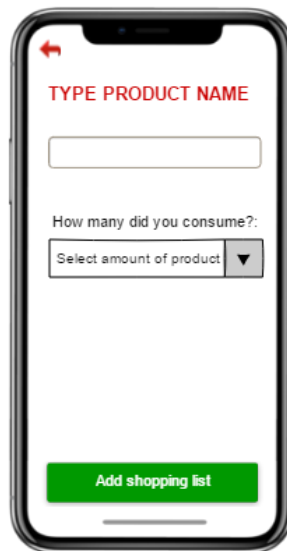 TYPE PRODUCT NAME
How many did you consume?:
Select amount of product
Add shopping list